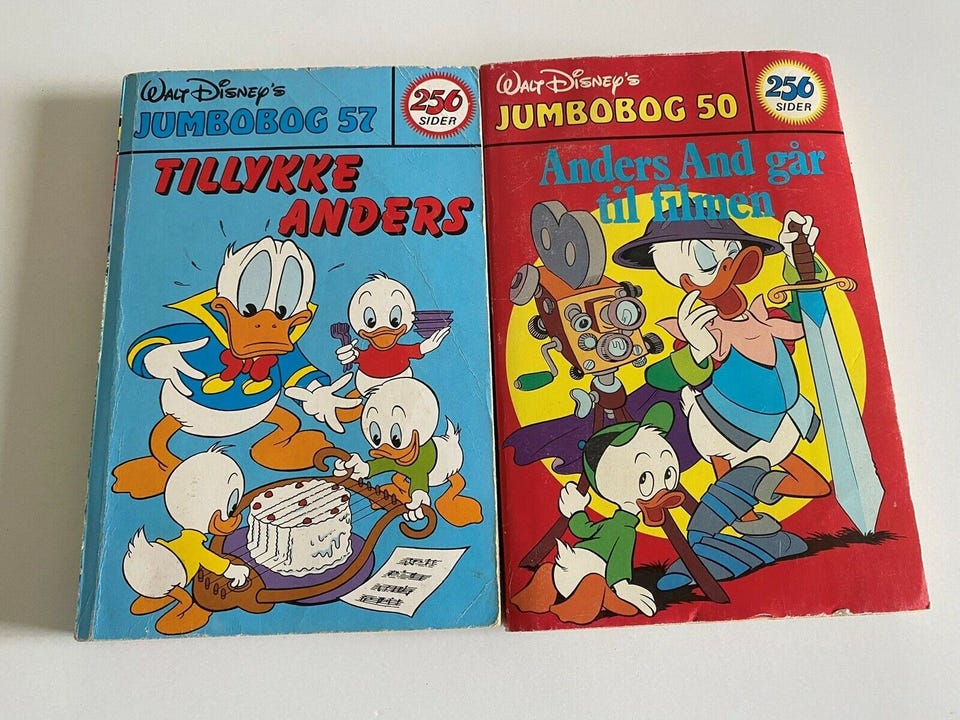 Walt Disney's
JUMBOBOG 57
256
SIDER
TILLYKKE
ANDERS
Walt Disney's
JUMBOBOG 50
256
SIDER
Anders And går
til filmen